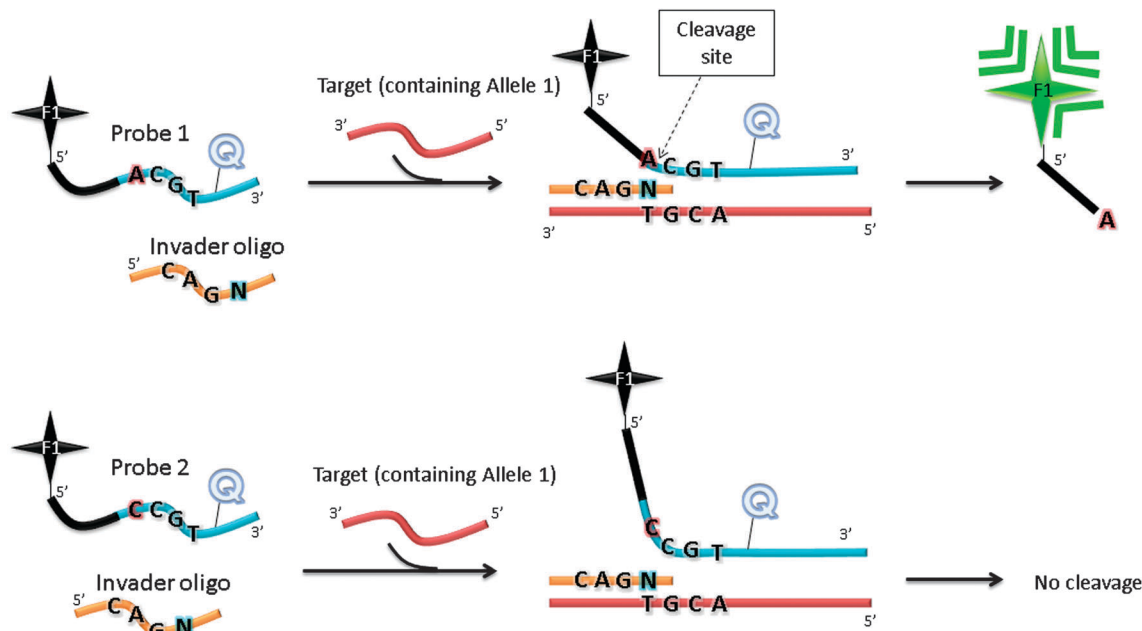 F1
5'
Probe 1
Q
A C G T
3'
Invader oligo
5'
C A G N
Target (containing Allele 1)
3'
5'
Cleavage
site
F1
5'
Q
A C G T
3'
C A G N
T G C A
3'
5'
F1
5'
A
F1
5'
Probe 2
Q
C C G T
3'
Invader oligo
5'
C A G N
Target (containing Allele 1)
3'
5'
F1
5'
Q
C C G T
3'
C A G N
T G C A
3'
5'
No cleavage